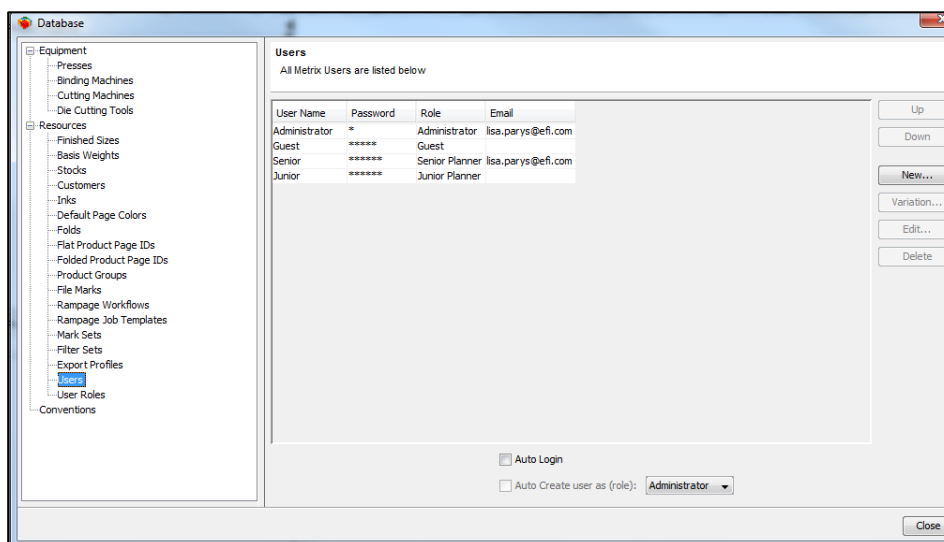 Database
Equipment
Presses
Binding Machines
Cutting Machines
Die Cutting Tools
Resources
Finished Sizes
Basis Weights
Stocks
Customers
Inks
Default Page Colors
Folds
Flat Product Page IDs
Folded Product Page IDs
Product Groups
File Marks
Rampage Workflows
Rampage Job Templates
Mark Sets
Filter Sets
Export Profiles
Users
User Roles
Conventions
Users
All Metrix Users are listed below
User Name Password Role Email
Administrator * Administrator lisa.parys@efi.com
Guest ***** Guest
Senior ****** Senior Planner lisa.parys@efi.com
Junior ****** Junior Planner
Up
Down
New...
Variation...
Edit...
Delete
Auto Login
Auto Create user as (role): Administrator
Close